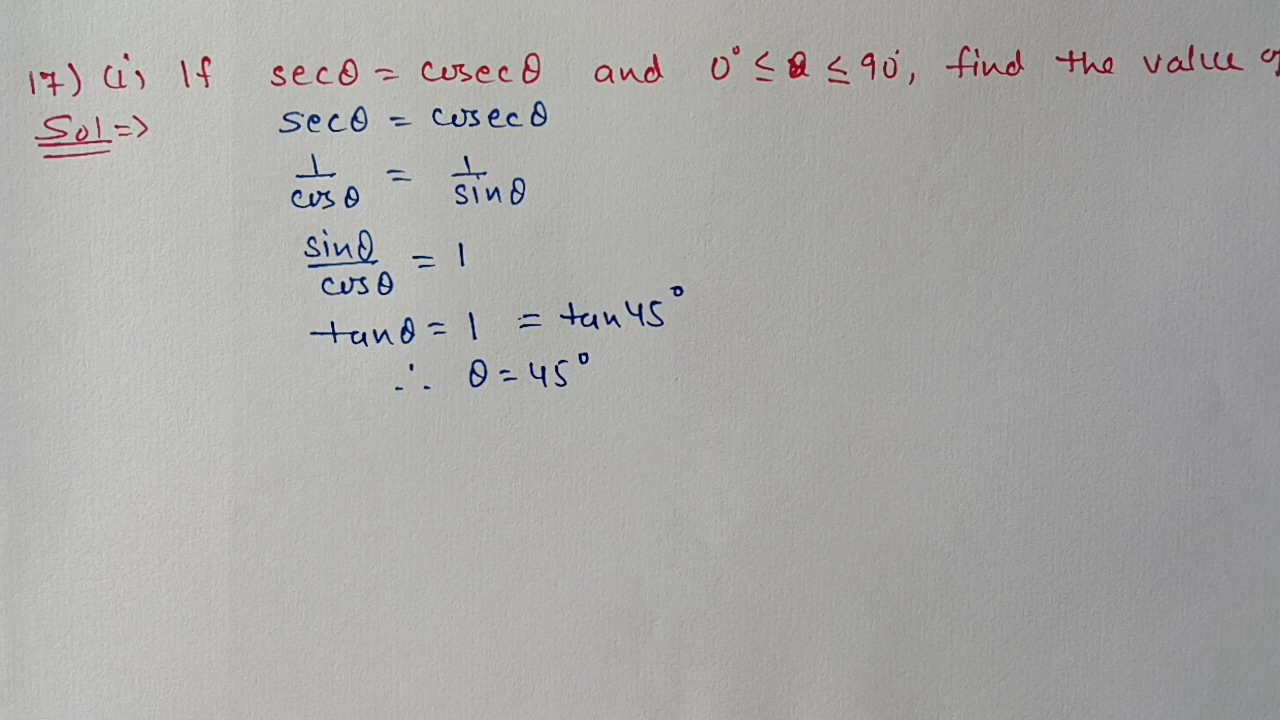 17) (i) If secθ = cosecθ and 0° ≤ θ ≤ 90°, find the value
Sol => secθ = cosecθ
1/cosθ = 1/sinθ
sinθ/cosθ = 1
tanθ = 1 = tan45°
∴ θ = 45°